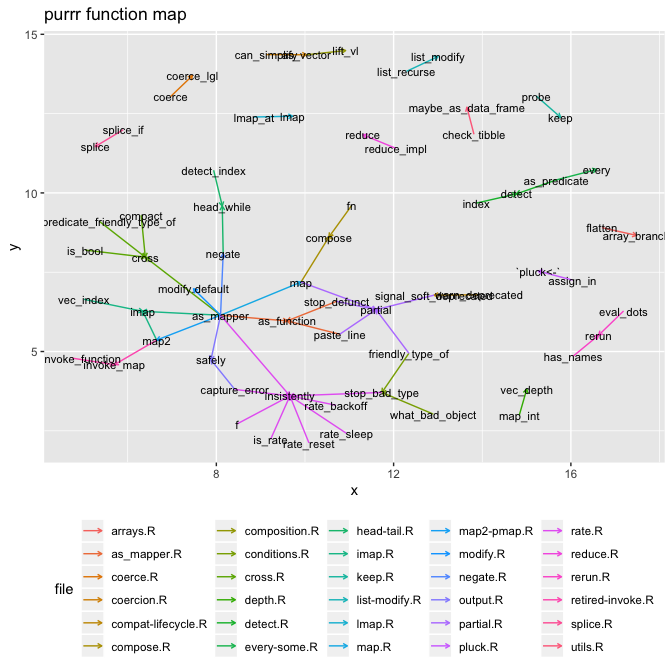 purrr function map
15
can_simplify
as_vector
lift_vl
list_modify
list_recurse
coerce_lgl
coerce
probe
keep
maybe_as_data_frame
check_tibble
lmap_at
lmap
splice_if
splice
reduce
reduce_impl
detect_index
every
as_predicate
detect
index
10
head_while
fn
compact
predicate_friendly_type_of
flatten
array_branch
compose
is_bool
cross
negate
y
`pluck<-`
assign_in
map
modify_default
signal_soft_deprecated
warn_deprecated
vec_index
stop_defunct
imap
as_mapper
as_function
partial
eval_dots
paste_line
rerun
map2
5
invoke_function
invoke_map
safely
friendly_type_of
has_names
capture_error
insistently
stop_bad_type
vec_depth
rate_backoff
what_bad_object
map_int
f
is_rate
rate_reset
rate_sleep
8
12
16
x
file
arrays.R
composition.R
head-tail.R
map2-pmap.R
rate.R
as_mapper.R
conditions.R
imap.R
modify.R
reduce.R
coerce.R
cross.R
keep.R
negate.R
rerun.R
coercion.R
depth.R
list-modify.R
output.R
retired-invoke.R
compat-lifecycle.R
detect.R
lmap.R
partial.R
splice.R
compose.R
every-some.R
map.R
pluck.R
utils.R